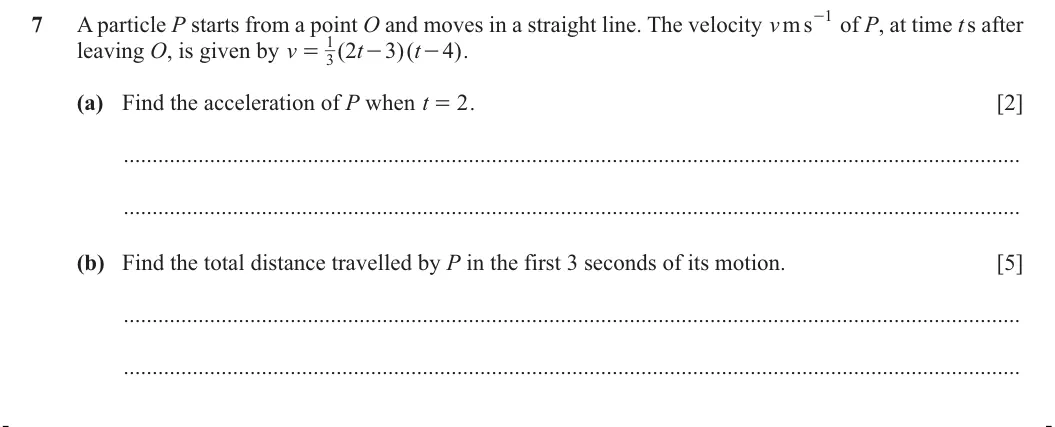 7 A particle P starts from a point O and moves in a straight line. The velocity v m s⁻¹ of P, at time t s after
leaving O, is given by v = ⅓(2t − 3)(t − 4).
(a) Find the acceleration of P when t = 2. [2]
(b) Find the total distance travelled by P in the first 3 seconds of its motion. [5]